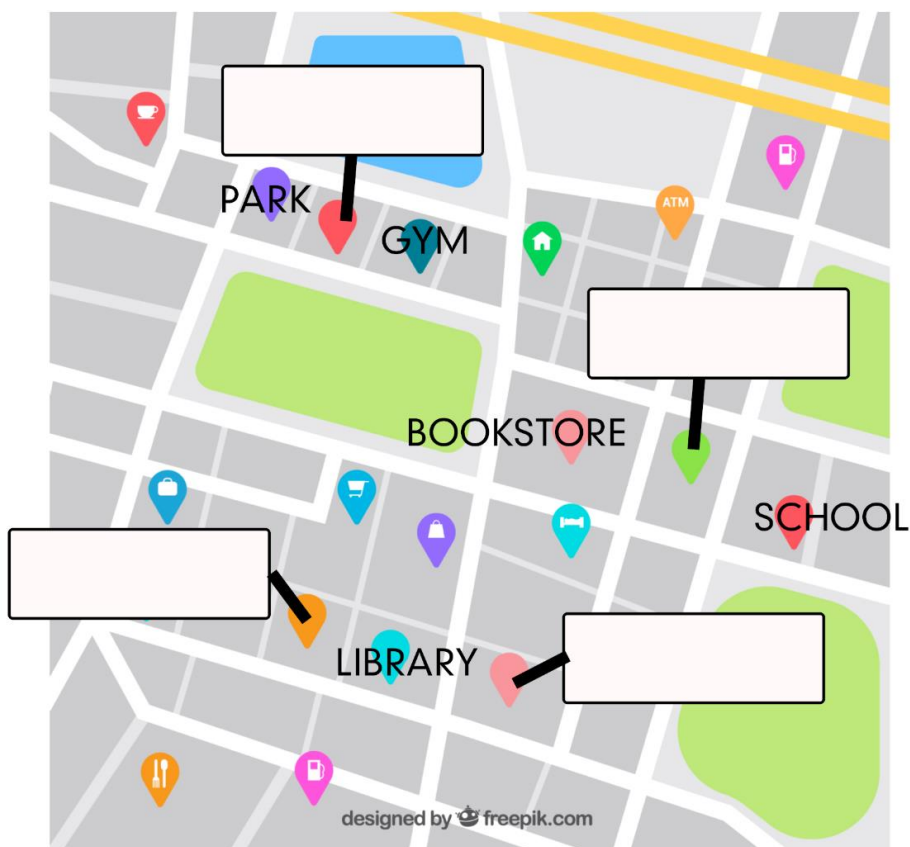 ATM
PARK
GYM
BOOKSTORE
SCHOOL
LIBRARY
designed by freepik.com